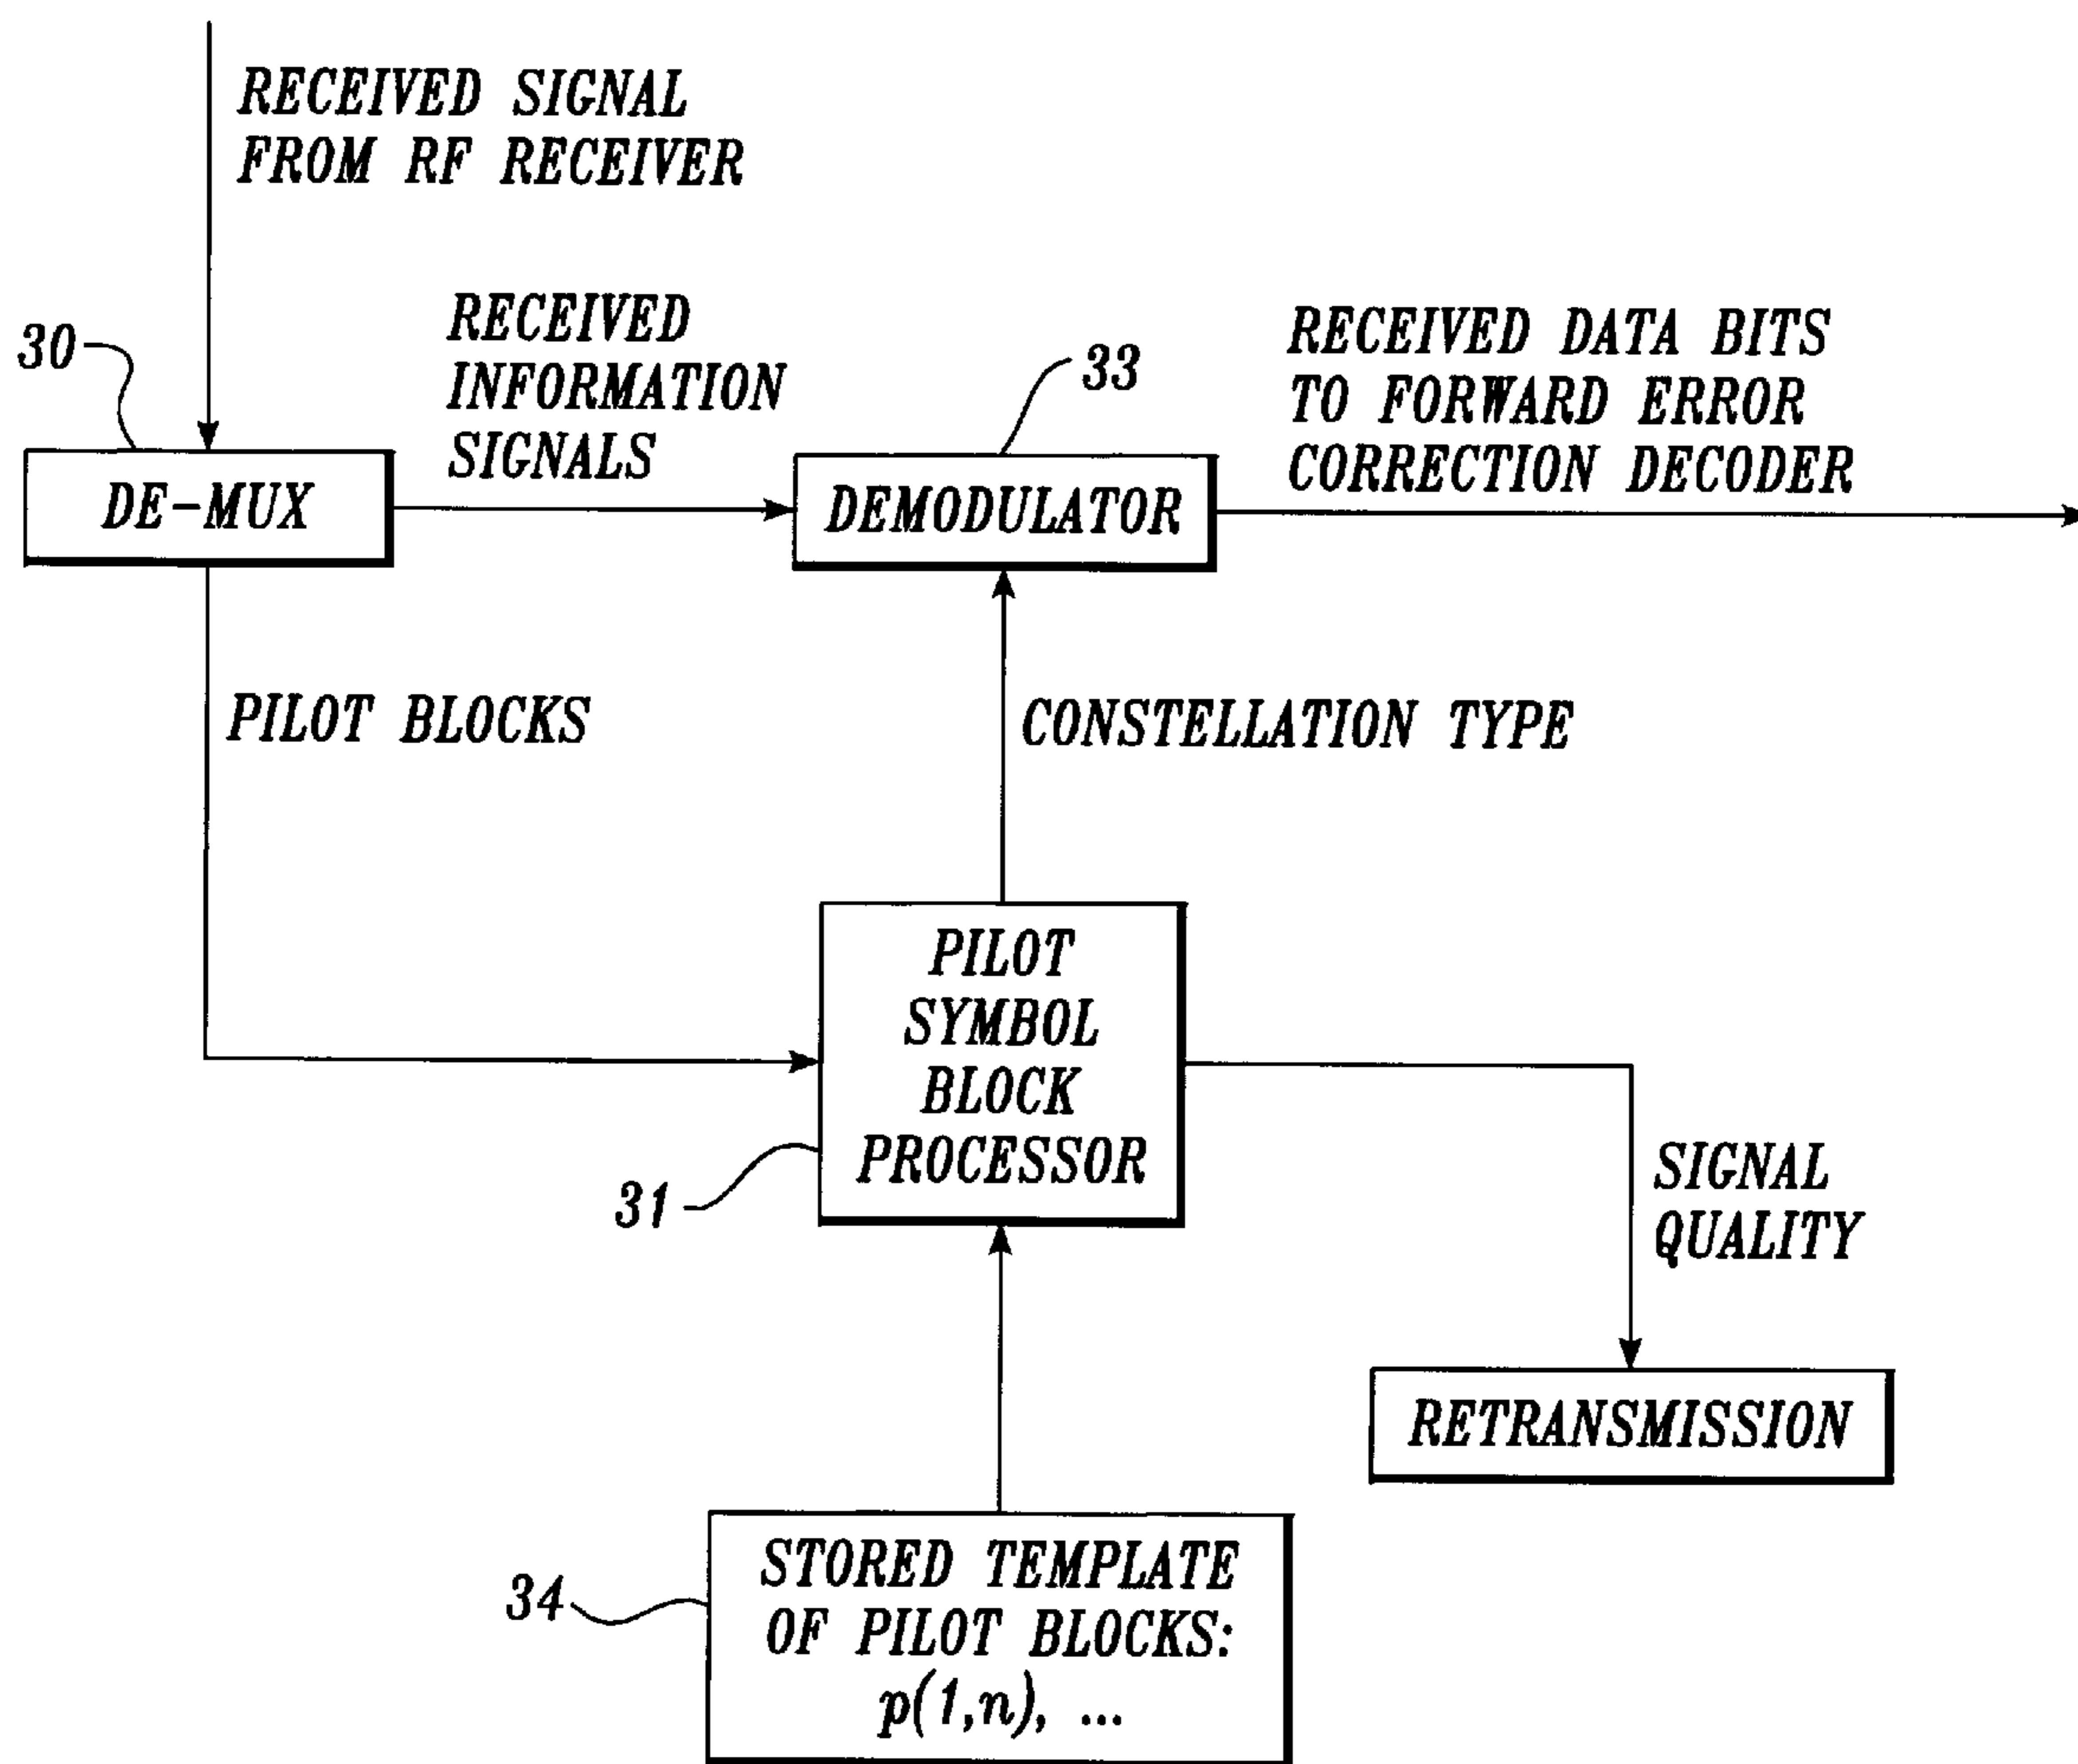 RECEIVED SIGNAL
FROM RF RECEIVER
30
RECEIVED
INFORMATION
SIGNALS
33
RECEIVED DATA BITS
TO FORWARD ERROR
CORRECTION DECODER
DE-MUX
DEMODULATOR
PILOT BLOCKS
CONSTELLATION TYPE
PILOT
SYMBOL
BLOCK
PROCESSOR
31
SIGNAL
QUALITY
RETRANSMISSION
34
STORED TEMPLATE
OF PILOT BLOCKS:
p(1,n), ...